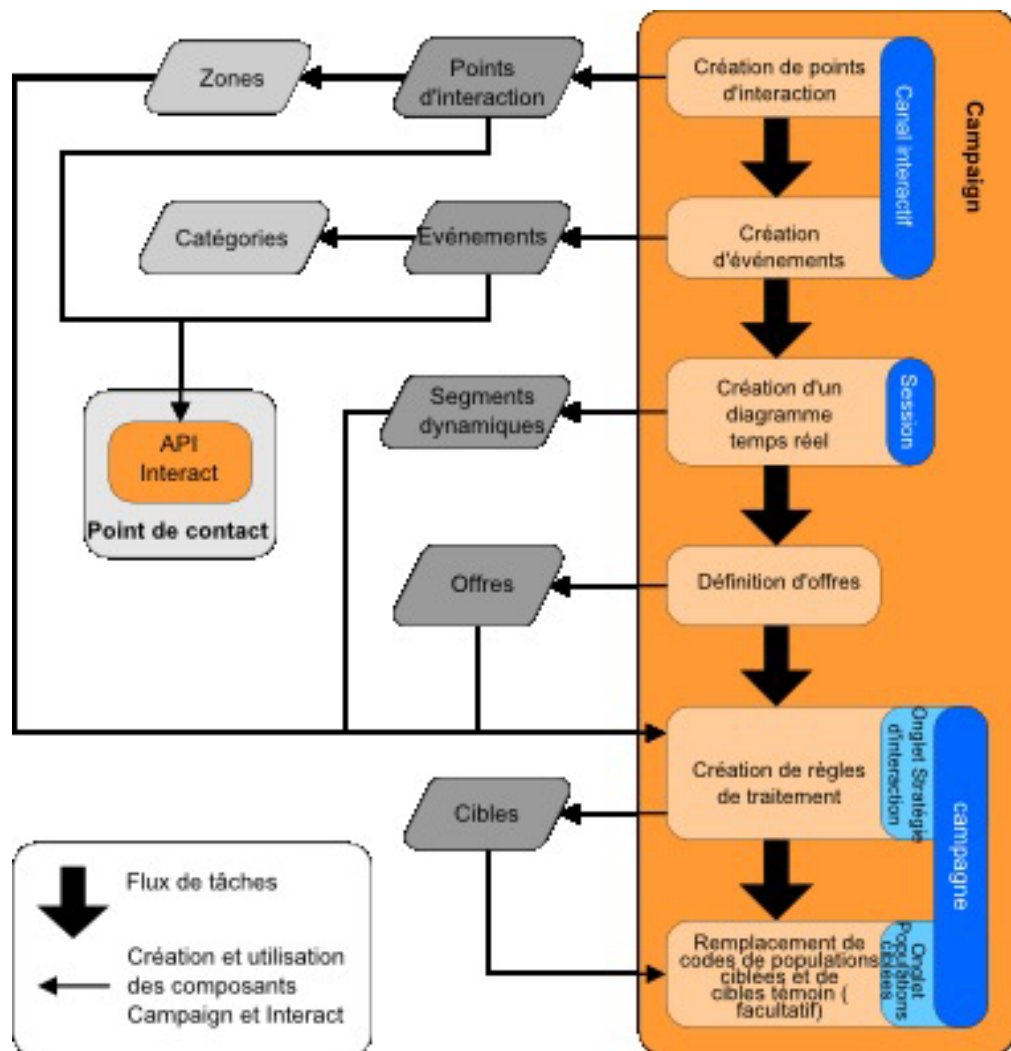 Zones
Points
d'interaction
Création de points
d'interaction
Canal interactif
Campaign
Catégories
Evénements
Création
d'événements
Segments
dynamiques
Création d'un
diagramme
temps réel
Session
API
Interact
Point de contact
Offres
Définition d'offres
Création de règles
de traitement
Onglet Stratégie
d'interaction
campagne
Cibles
Remplacement de
codes de populations
ciblées et de
cibles témoin (
facultatif)
Onglet
Populations
ciblées
Flux de tâches
Création et utilisation
des composants
Campaign et Interact